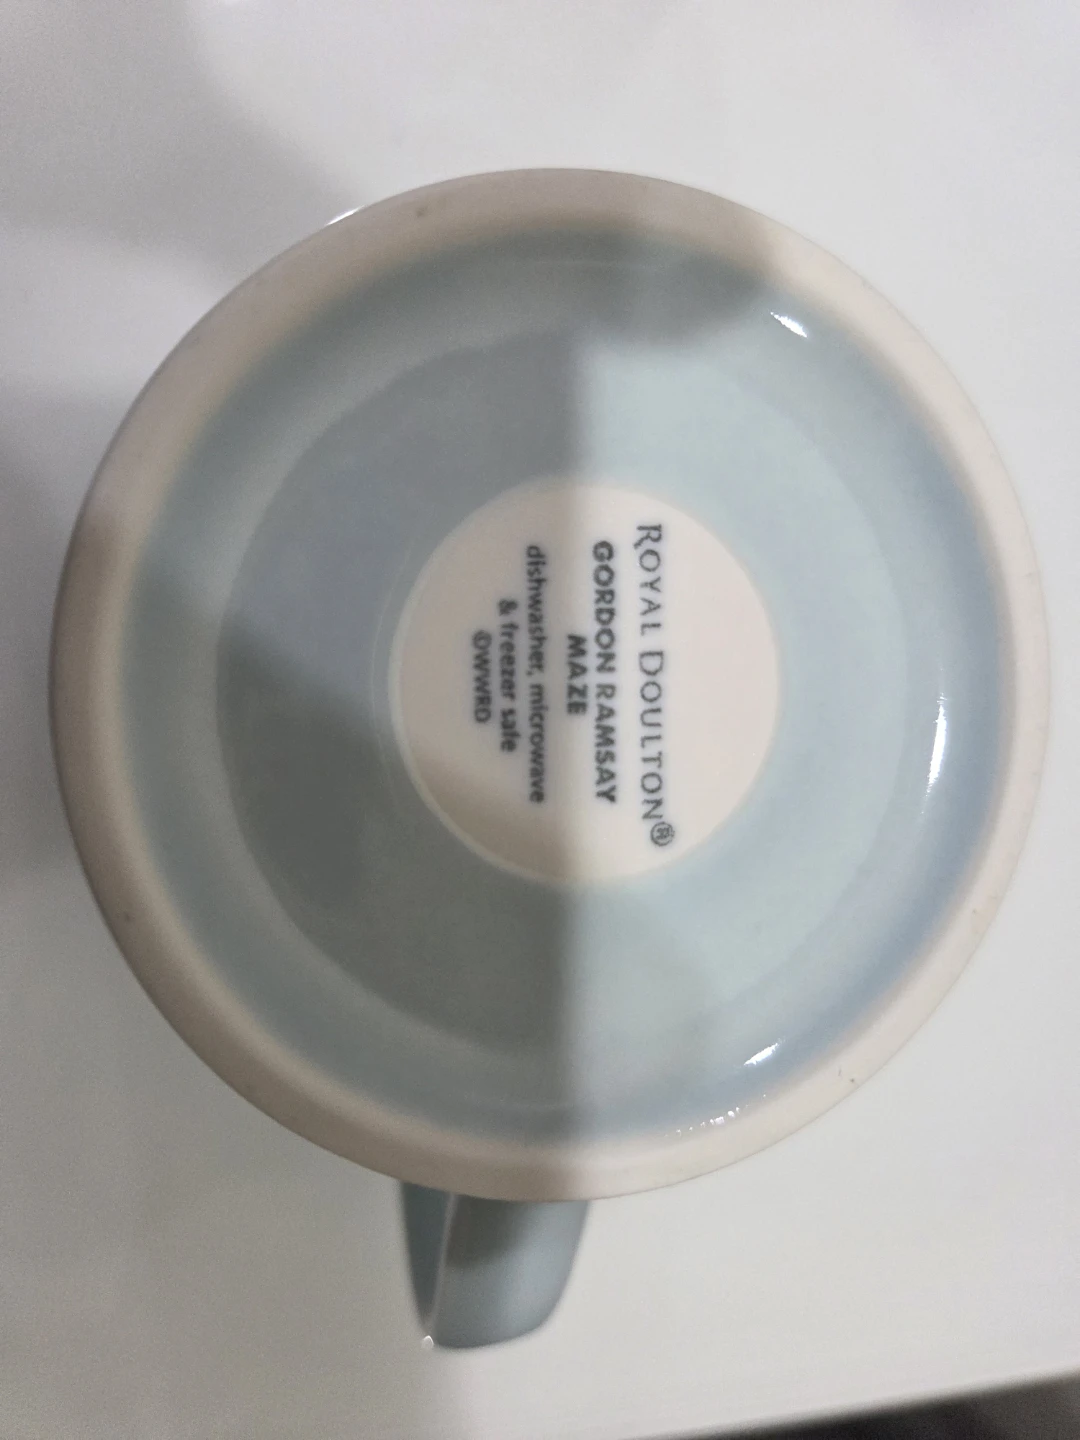 ROYAL DOULTON®
GORDON RAMSAY
MAZE
dishwasher, microwave
& freezer safe
©WWRD